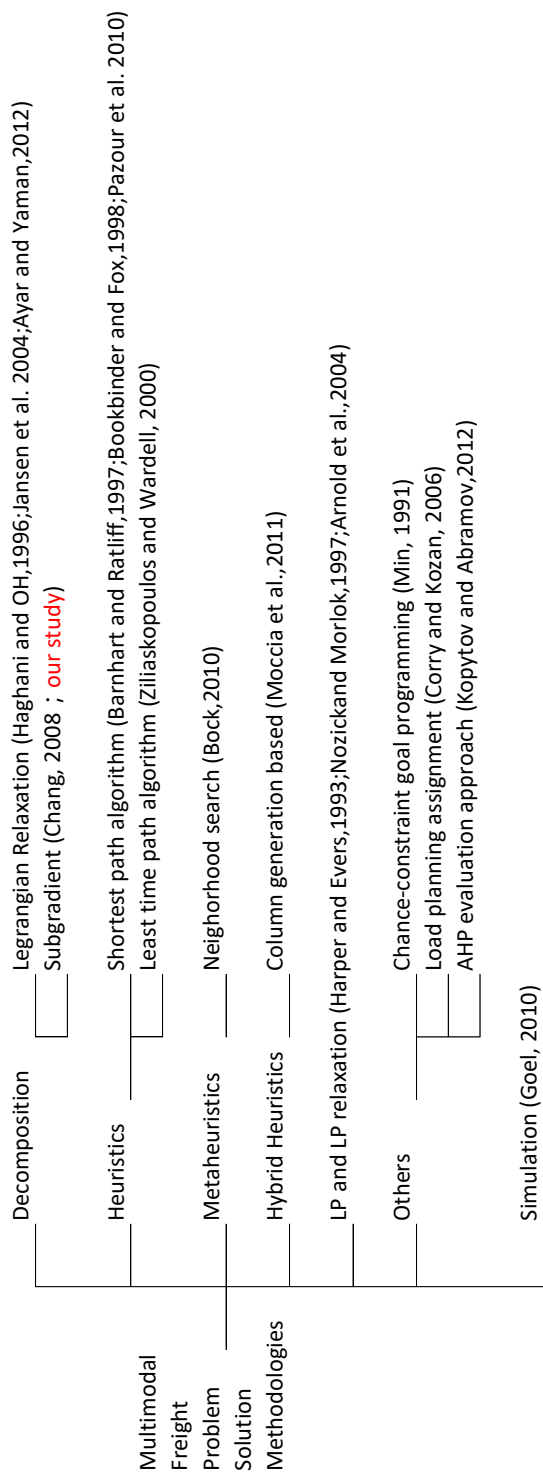 Multimodal
Freight
Problem
Solution
Methodologies
Decomposition
Legrangian Relaxation (Haghani and OH,1996;Jansen et al. 2004;Ayar and Yaman,2012)
Subgradient (Chang, 2008 ; our study)
Heuristics
Shortest path algorithm (Barnhart and Ratliff,1997;Bookbinder and Fox,1998;Pazour et al. 2010)
Least time path algorithm (Ziliaskopoulos and Wardell, 2000)
Metaheuristics
Neighorhood search (Bock,2010)
Hybrid Heuristics
Column generation based (Moccia et al.,2011)
LP and LP relaxation (Harper and Evers,1993;Nozickand Morlok,1997;Arnold et al.,2004)
Others
Chance-constraint goal programming (Min, 1991)
Load planning assignment (Corry and Kozan, 2006)
AHP evaluation approach (Kopytov and Abramov,2012)
Simulation (Goel, 2010)